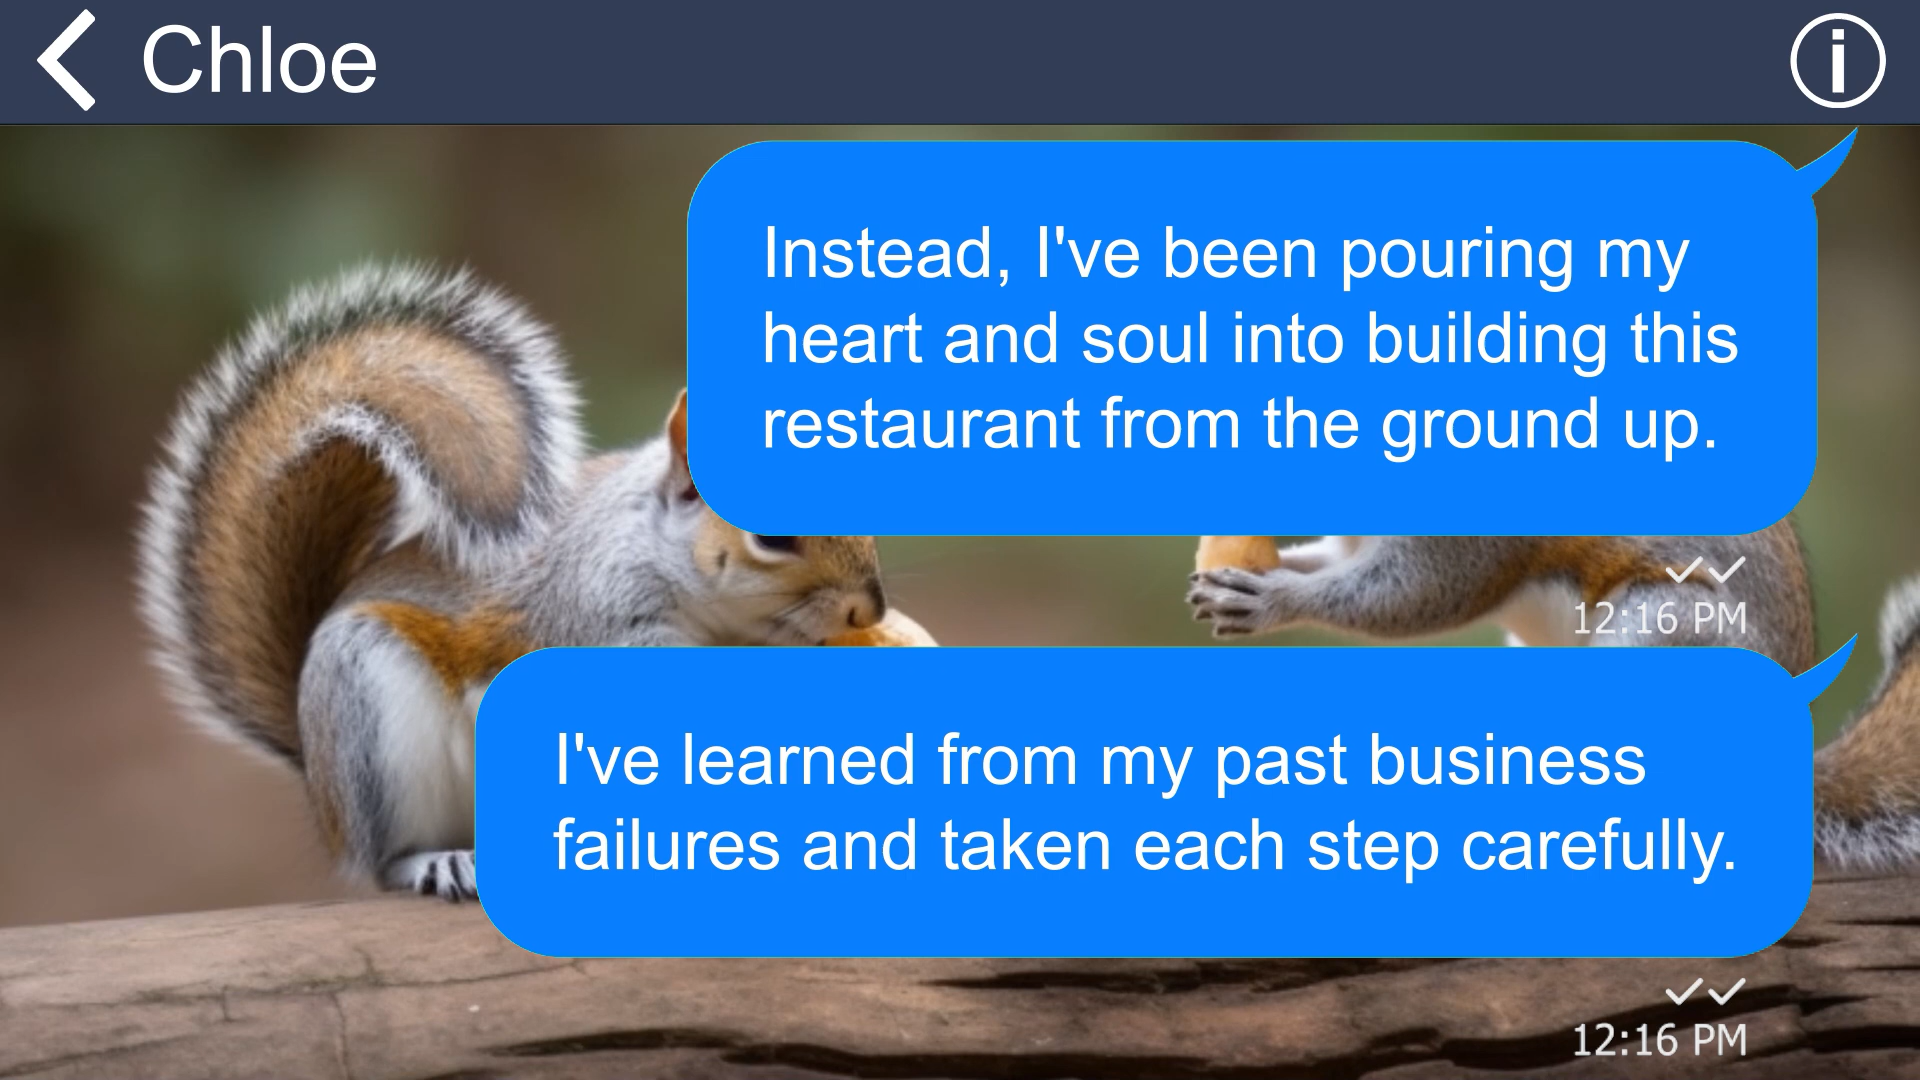 Chloe
Instead, I've been pouring my
heart and soul into building this
restaurant from the ground up.
12:16 PM
I've learned from my past business
failures and taken each step carefully.
12:16 PM